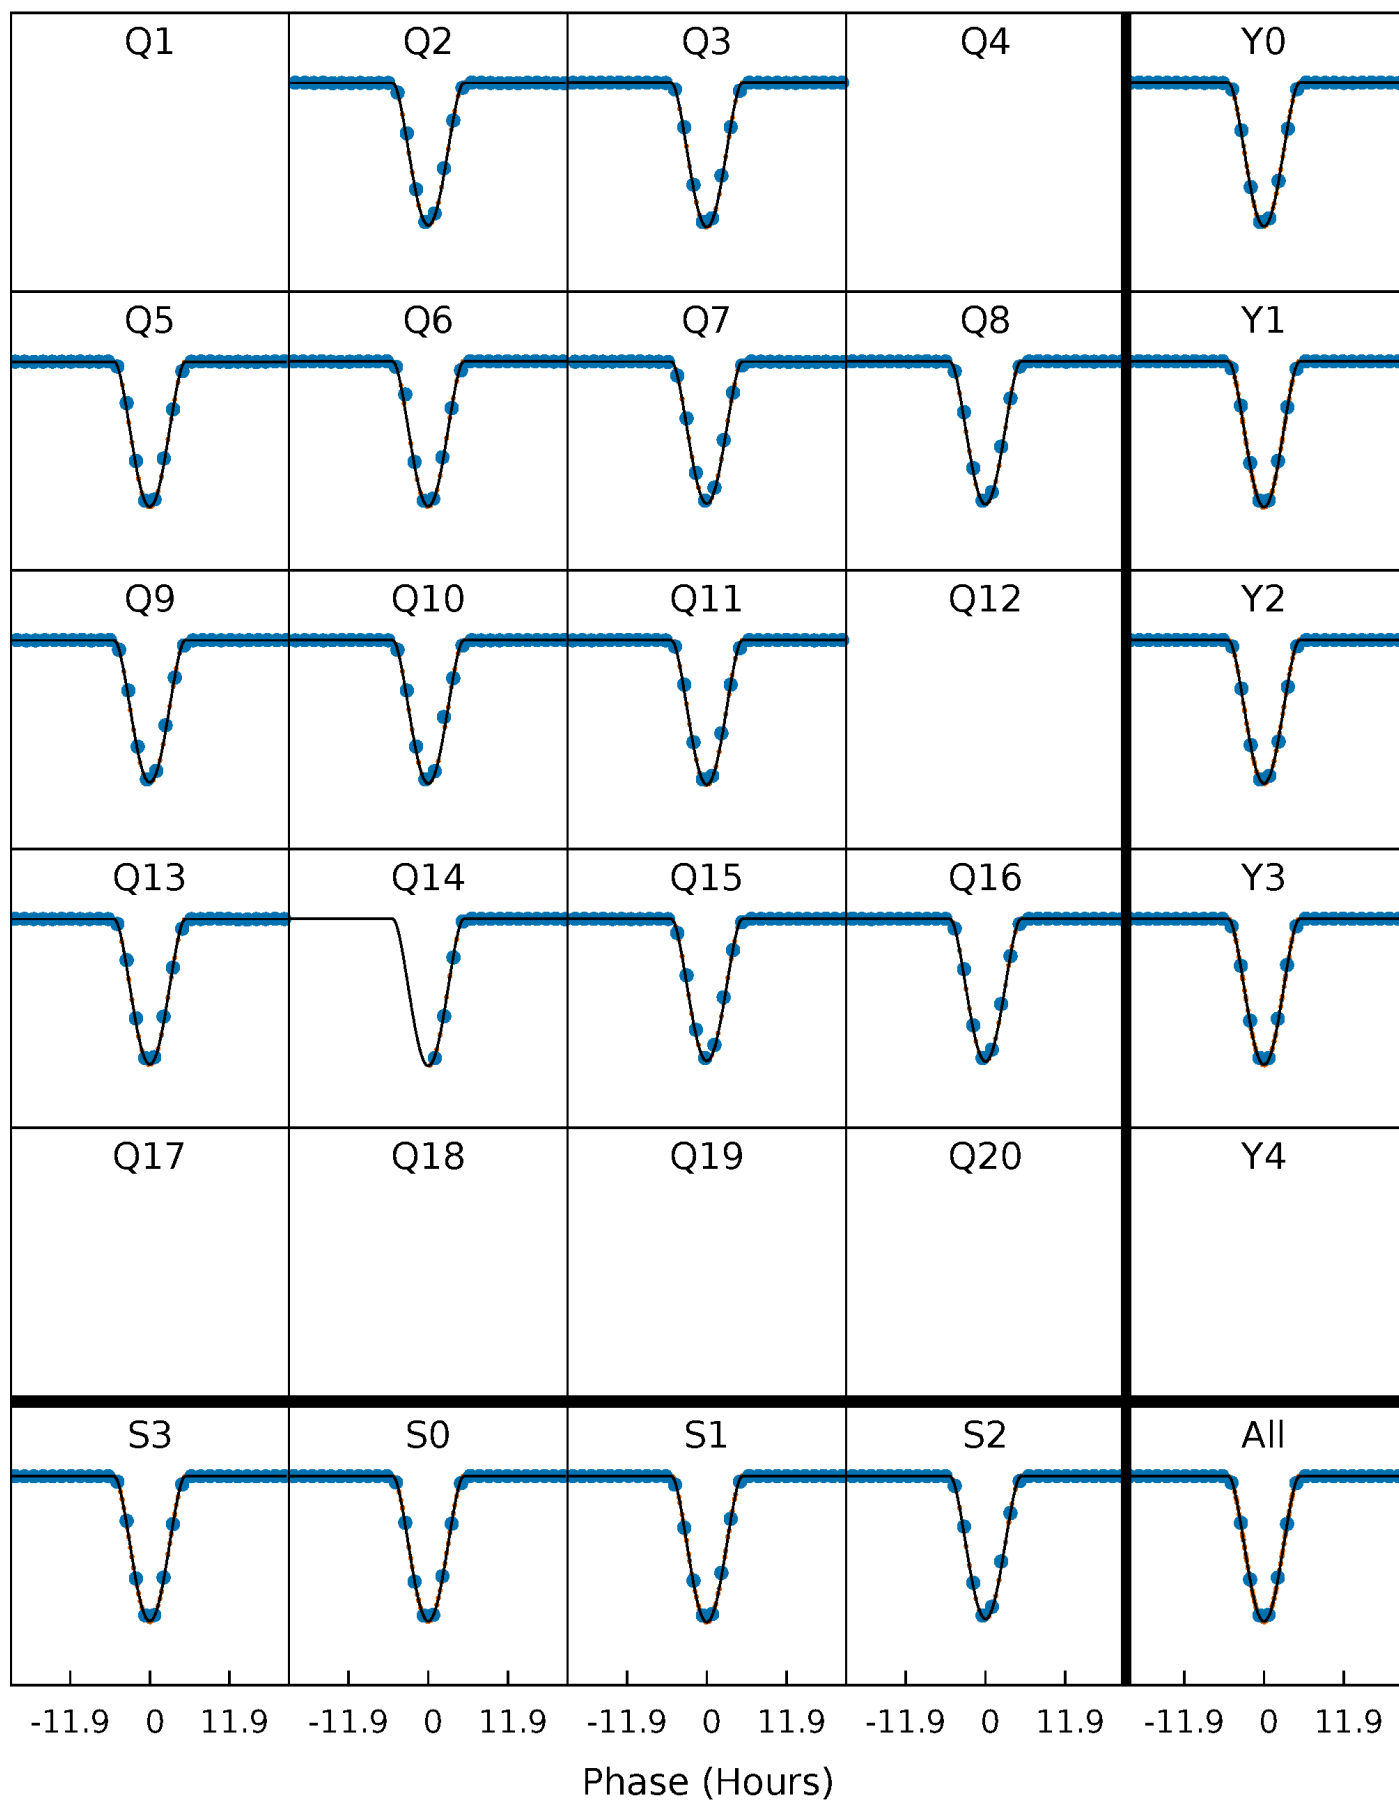 Q1 Q2 Q3 Q4 Y0
Q5 Q6 Q7 Q8 Y1
Q9 Q10 Q11 Q12 Y2
Q13 Q14 Q15 Q16 Y3
Q17 Q18 Q19 Q20 Y4
S3 S0 S1 S2 All
-11.9 0 11.9 -11.9 0 11.9 -11.9 0 11.9 -11.9 0 11.9 -11.9 0 11.9
Phase (Hours)